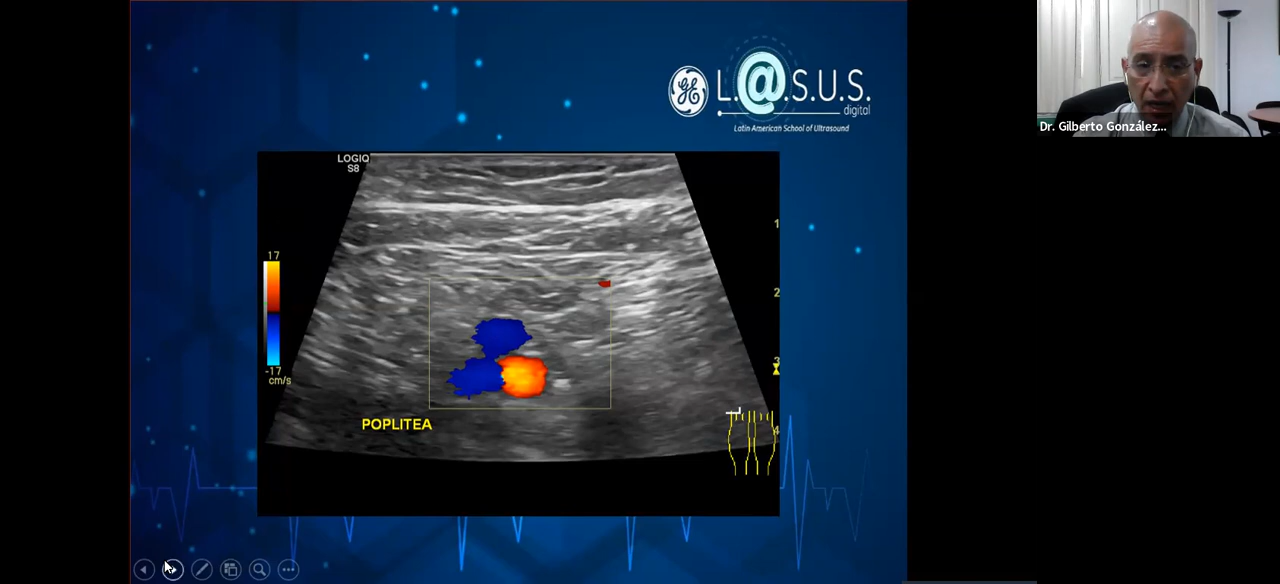 GE
L.@.S.U.S.
digital
Latin American School of Ultrasound
Dr. Gilberto González...
LOGIQ
S8
17
-17
cm/s
1
2
3
4
POPLITEA